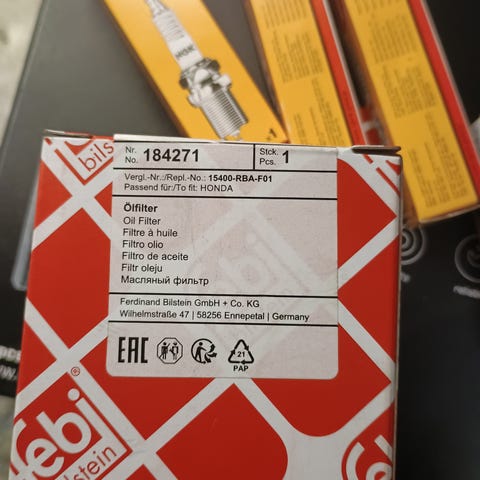 NGK
bils
Nr.
No. 184271
Stck.
Pcs. 1
Vergl.-Nr.:/Repl.-No.: 15400-RBA-F01
Passend für:/To fit: HONDA
Ölfilter
Oil Filter
Filtre à huile
Filtro olio
Filtro de aceite
Filtr oleju
Масляный фильтр
Ferdinand Bilstein GmbH + Co. KG
Wilhelmstraße 47 | 58256 Ennepetal | Germany
EAC
21
PAP
febi
bilstein